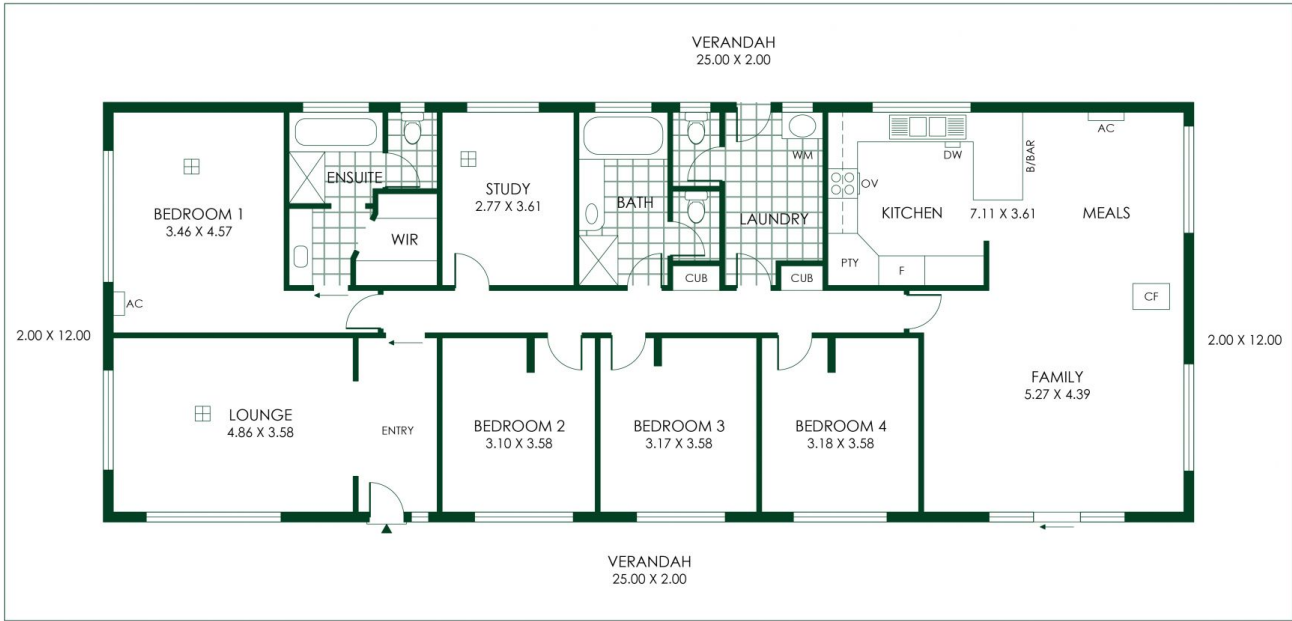 VERANDAH
25.00 X 2.00
AC
B/BAR
WM
DW
OV
ENSUITE
STUDY
2.77 X 3.61
BATH
BEDROOM 1
3.46 X 4.57
LAUNDRY
KITCHEN
7.11 X 3.61
MEALS
WIR
PTY
F
CUB
CUB
AC
CF
2.00 X 12.00
2.00 X 12.00
FAMILY
5.27 X 4.39
LOUNGE
4.86 X 3.58
ENTRY
BEDROOM 2
3.10 X 3.58
BEDROOM 3
3.17 X 3.58
BEDROOM 4
3.18 X 3.58
VERANDAH
25.00 X 2.00